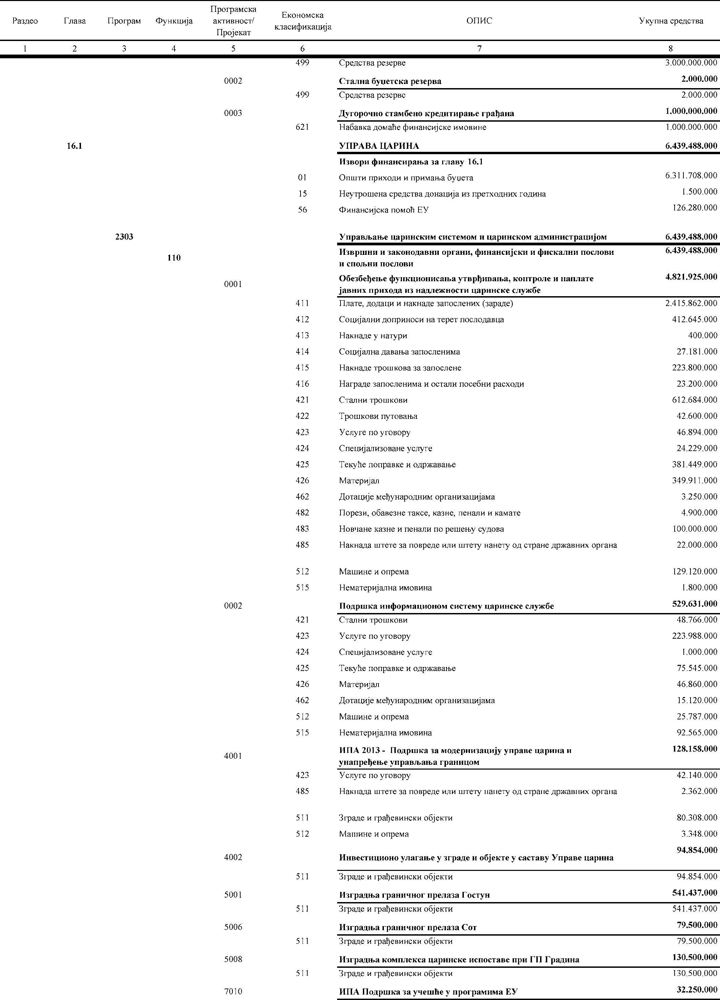 Раздео Глава Програм Функција Програмска активност/ Пројекат Економска класификација ОПИС Укупна средства
1 2 3 4 5 6 7 8
499 Средства резерве 3.000.000.000
0002 Стална буџетска резерва 2.000.000
499 Средства резерве 2.000.000
0003 Дугорочно стамбено кредитирање грађана 1.000.000.000
621 Набавка домаће финансијске имовине 1.000.000.000
16.1 УПРАВА ЦАРИНА 6.439.488.000
Извори финансирања за главу 16.1
01 Општи приходи и примања буџета 6.311.708.000
15 Неутрошена средства донација из претходних година 1.500.000
56 Финансијска помоћ ЕУ 126.280.000
2303 Управљање царинским системом и царинском администрацијом 6.439.488.000
110 Извршни и законодавни органи, финансијски и фискални послови 6.439.488.000
и спољни послови
0001 Обезбеђење функционисања утврђивања, контроле и наплате 4.821.925.000
јавних прихода из надлежности царинске службе
411 Плате, додаци и накнаде запослених (зараде) 2.415.862.000
412 Социјални доприноси на терет послодавца 412.645.000
413 Накнаде у натури 400.000
414 Социјална давања запосленима 27.181.000
415 Накнаде трошкова за запослене 223.800.000
416 Награде запосленима и остали посебни расходи 23.200.000
421 Стални трошкови 612.684.000
422 Трошкови путовања 42.600.000
423 Услуге по уговору 46.894.000
424 Специјализоване услуге 24.229.000
425 Текуће поправке и одржавање 381.449.000
426 Материјал 349.911.000
462 Дотације међународним организацијама 3.250.000
482 Порези, обавезне таксе, казне, пенали и камате 4.900.000
483 Новчане казне и пенали по решењу судова 100.000.000
485 Накнада штете за повреде или штету нанету од стране државних органа 22.000.000
512 Машине и опрема 129.120.000
515 Нематеријална имовина 1.800.000
0002 Подршка информационом систему царинске службе 529.631.000
421 Стални трошкови 48.766.000
423 Услуге по уговору 223.988.000
424 Специјализоване услуге 1.000.000
425 Текуће поправке и одржавање 75.545.000
426 Материјал 46.860.000
462 Дотације међународним организацијама 15.120.000
512 Машине и опрема 25.787.000
515 Нематеријална имовина 92.565.000
4001 ИПА 2013 - Подршка за модернизацију управе царина и 128.158.000
унапређење управљања границом
423 Услуге по уговору 42.140.000
485 Накнада штете за повреде или штету нанету од стране државних органа 2.362.000
511 Зграде и грађевински објекти 80.308.000
512 Машине и опрема 3.348.000
4002 Инвестиционо улагање у зграде и објекте у саставу Управе царина 94.854.000
511 Зграде и грађевински објекти 94.854.000
5001 Изградња граничног прелаза Гостун 541.437.000
511 Зграде и грађевински објекти 541.437.000
5006 Изградња граничног прелаза Сот 79.500.000
511 Зграде и грађевински објекти 79.500.000
5008 Изградња комплекса царинске испоставе при ГП Градина 130.500.000
511 Зграде и грађевински објекти 130.500.000
7010 ИПА Подршка за учешће у програмима ЕУ 32.250.000